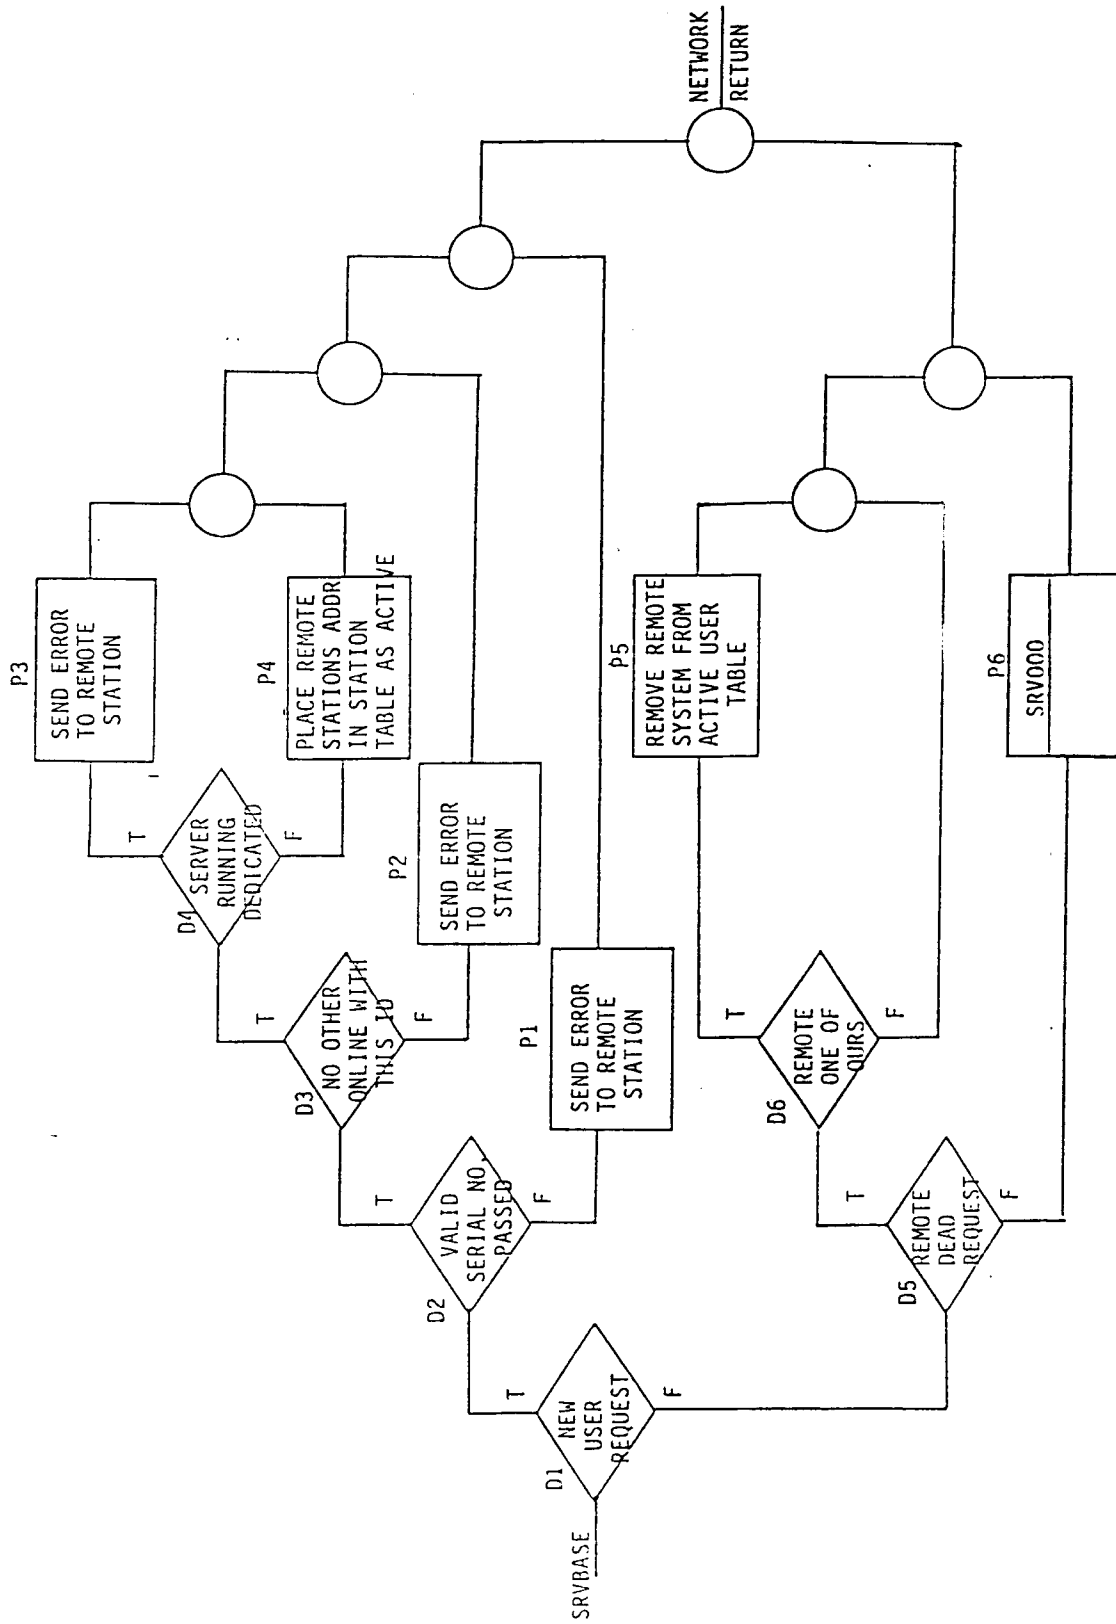 SRVBASE
D1
NEW
USER
REQUEST
T
F
D2
VALID
SERIAL NO.
PASSED
T
F
D3
NO OTHER
ONLINE WITH
THIS ID
T
F
D4
SERVER
RUNNING
DEDICATED
T
F
P3
SEND ERROR
TO REMOTE
STATION
P4
PLACE REMOTE
STATIONS ADDR
IN STATION
TABLE AS ACTIVE
P2
SEND ERROR
TO REMOTE
STATION
P1
SEND ERROR
TO REMOTE
STATION
D5
REMOTE
DEAD
REQUEST
T
F
D6
REMOTE
ONE OF
OURS
T
F
P5
REMOVE REMOTE
SYSTEM FROM
ACTIVE USER
TABLE
P6
SRV000
NETWORK
RETURN